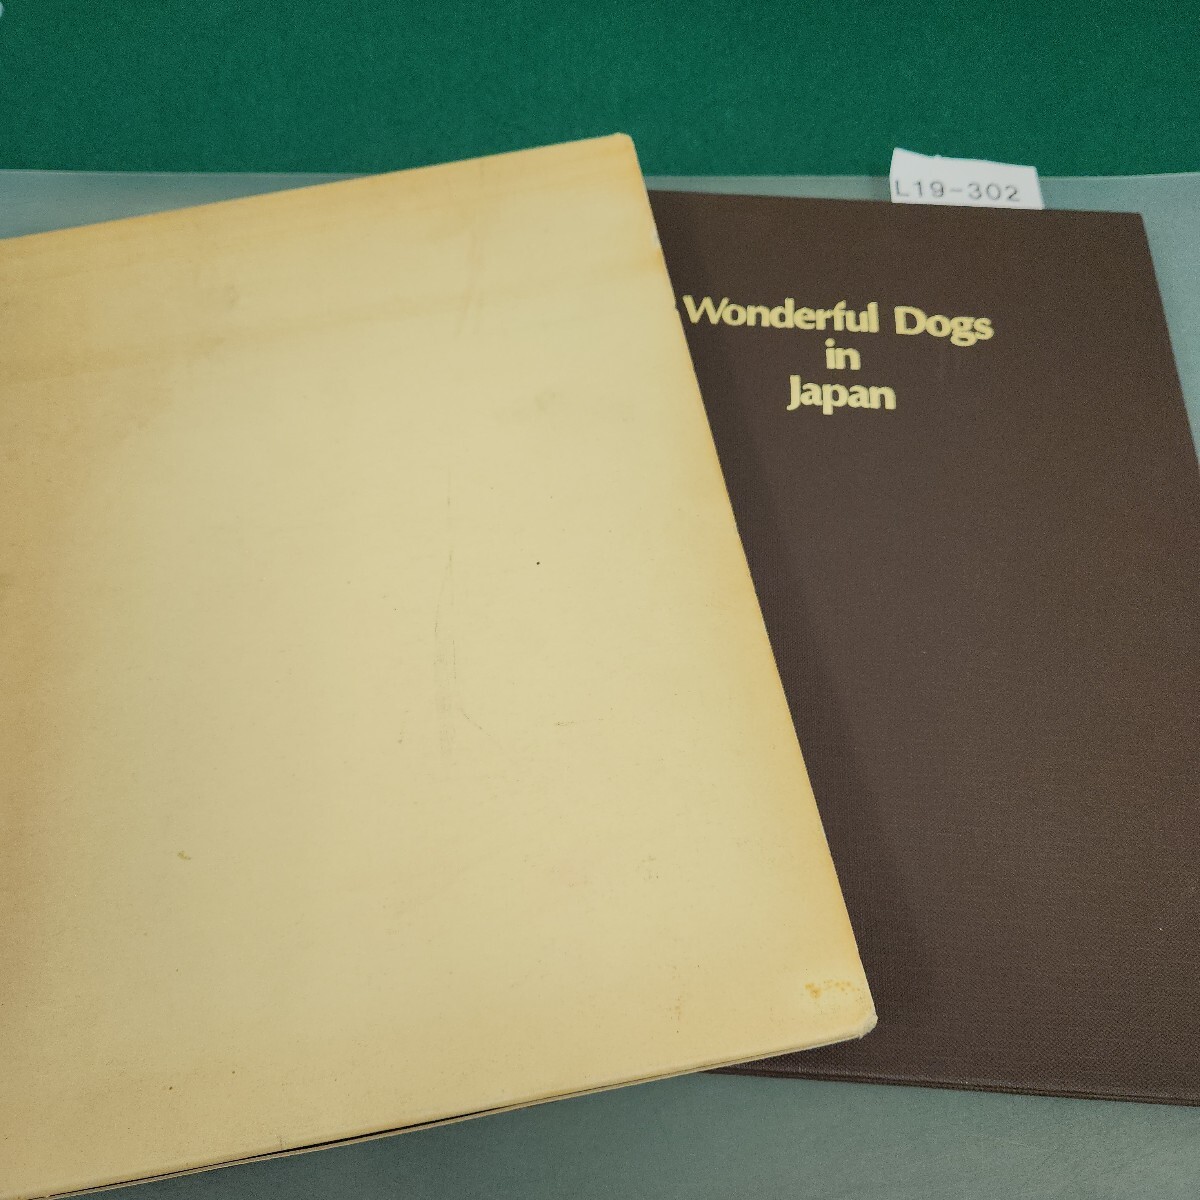 L19-302
Wonderful Dogs
in
Japan